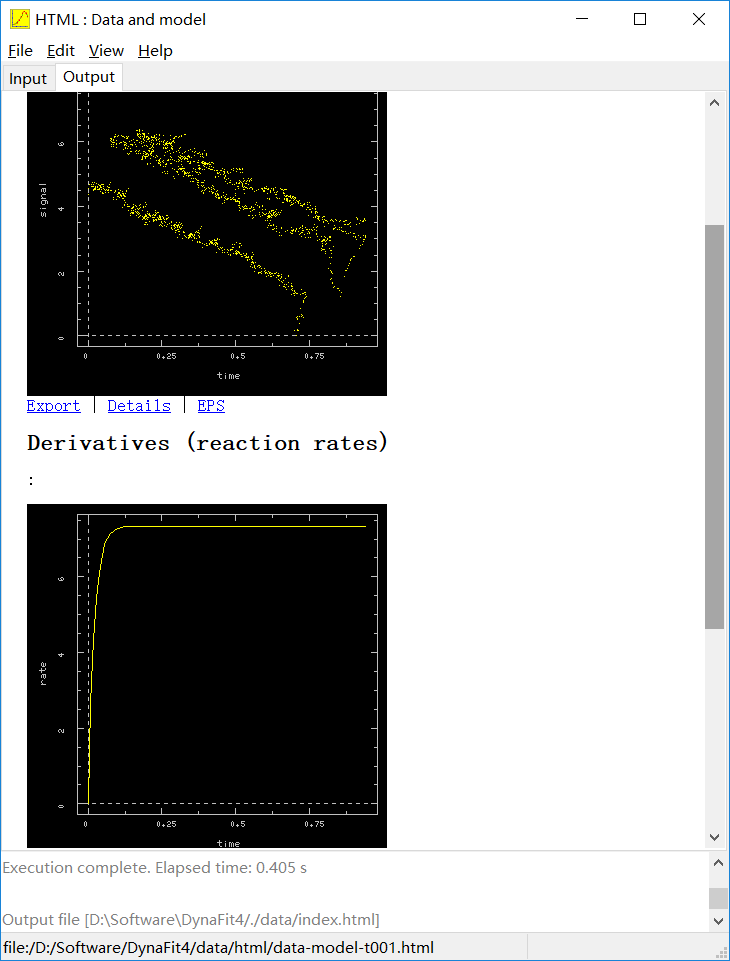 HTML : Data and model
File Edit View Help
Input Output
6
4
2
0
signal
0 0.25 0.5 0.75
time
Export | Details | EPS
Derivatives (reaction rates)
:
6
4
2
0
rate
0 0.25 0.5 0.75
time
Execution complete. Elapsed time: 0.405 s
Output file [D:\Software\DynaFit4/./data/index.html]
file:/D:/Software/DynaFit4/data/html/data-model-t001.html